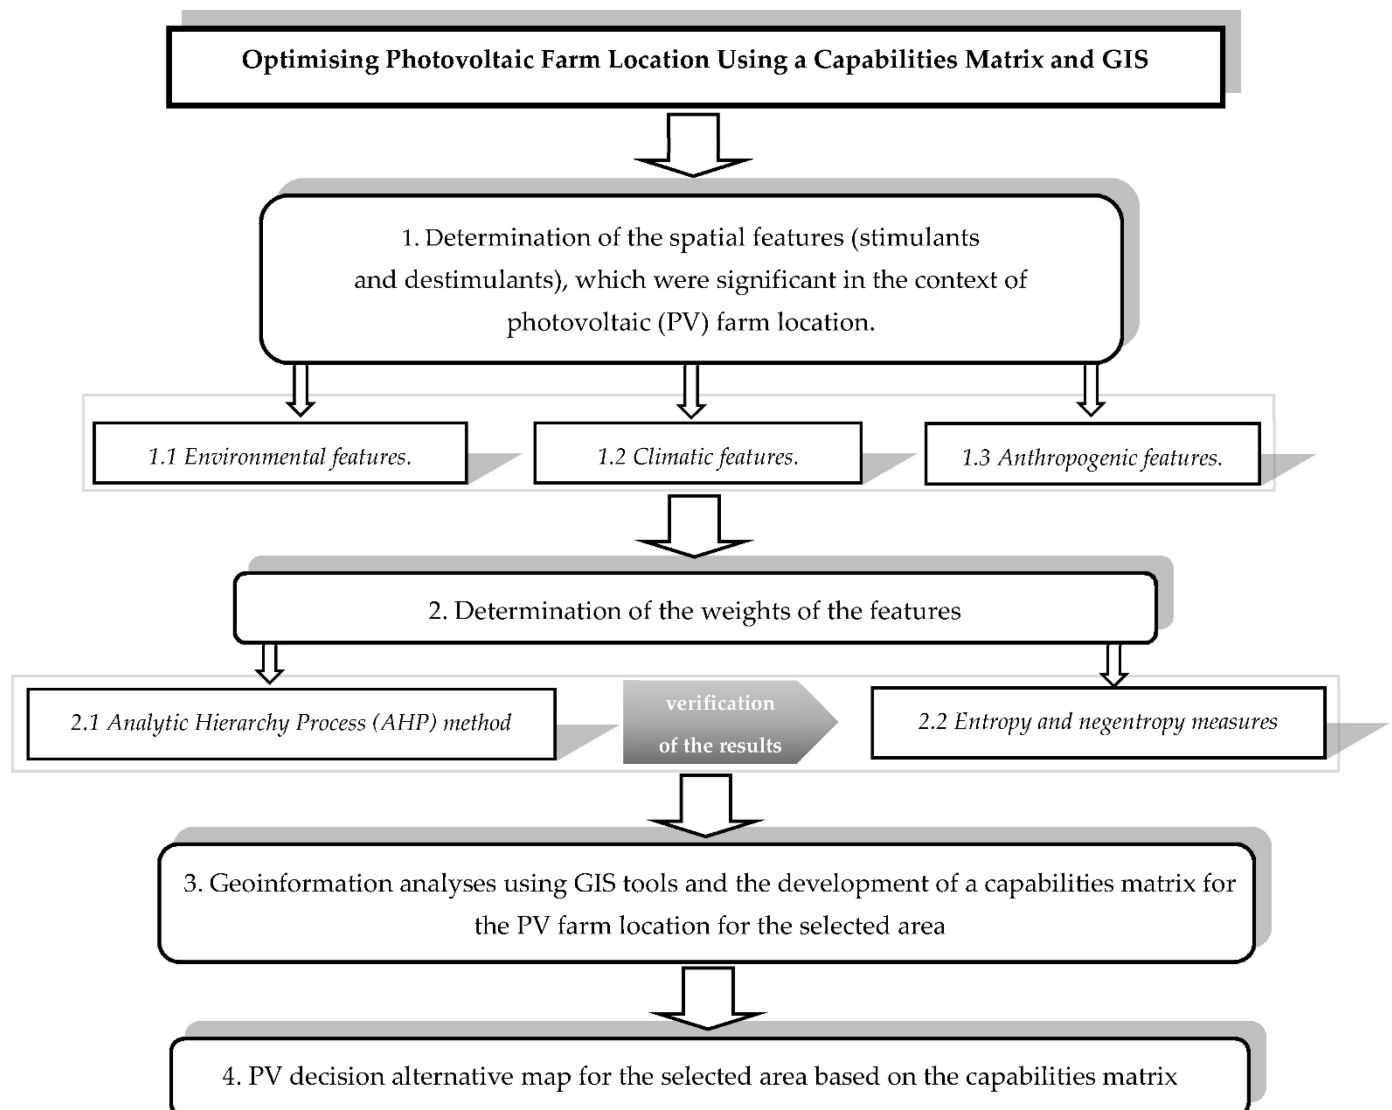 Optimising Photovoltaic Farm Location Using a Capabilities Matrix and GIS
1. Determination of the spatial features (stimulants
and destimulants), which were significant in the context of
photovoltaic (PV) farm location.
1.1 Environmental features.
1.2 Climatic features.
1.3 Anthropogenic features.
2. Determination of the weights of the features
2.1 Analytic Hierarchy Process (AHP) method
verification
of the results
2.2 Entropy and negentropy measures
3. Geoinformation analyses using GIS tools and the development of a capabilities matrix for
the PV farm location for the selected area
4. PV decision alternative map for the selected area based on the capabilities matrix